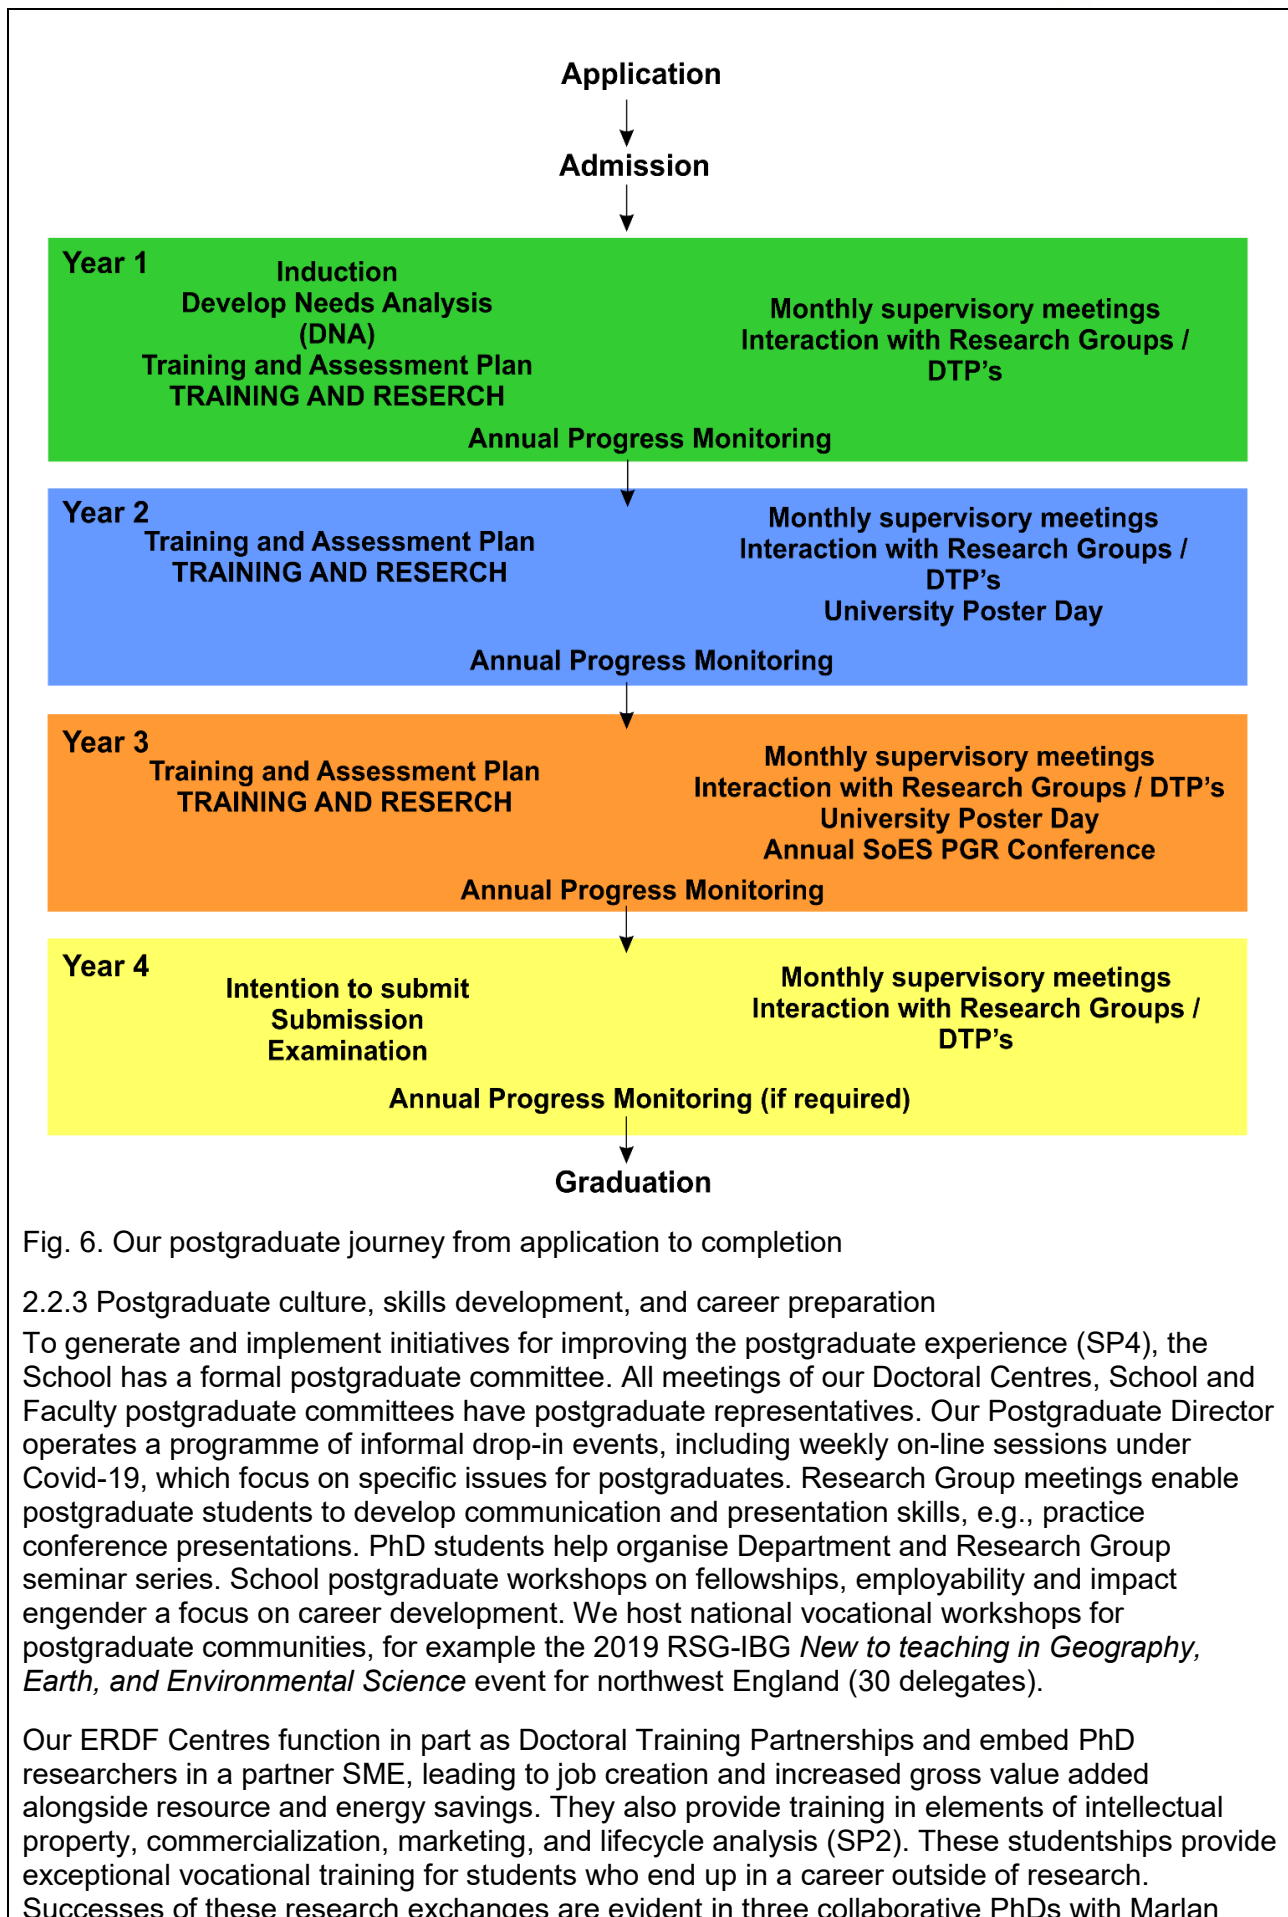 Application
Admission
Year 1
Induction
Develop Needs Analysis
(DNA)
Training and Assessment Plan
TRAINING AND RESERCH
Monthly supervisory meetings
Interaction with Research Groups /
DTP's
Annual Progress Monitoring
Year 2
Training and Assessment Plan
TRAINING AND RESERCH
Monthly supervisory meetings
Interaction with Research Groups /
DTP's
University Poster Day
Annual Progress Monitoring
Year 3
Training and Assessment Plan
TRAINING AND RESERCH
Monthly supervisory meetings
Interaction with Research Groups / DTP's
University Poster Day
Annual SoES PGR Conference
Annual Progress Monitoring
Year 4
Intention to submit
Submission
Examination
Monthly supervisory meetings
Interaction with Research Groups /
DTP's
Annual Progress Monitoring (if required)
Graduation
Fig. 6. Our postgraduate journey from application to completion
2.2.3 Postgraduate culture, skills development, and career preparation
To generate and implement initiatives for improving the postgraduate experience (SP4), the
School has a formal postgraduate committee. All meetings of our Doctoral Centres, School and
Faculty postgraduate committees have postgraduate representatives. Our Postgraduate Director
operates a programme of informal drop-in events, including weekly on-line sessions under
Covid-19, which focus on specific issues for postgraduates. Research Group meetings enable
postgraduate students to develop communication and presentation skills, e.g., practice
conference presentations. PhD students help organise Department and Research Group
seminar series. School postgraduate workshops on fellowships, employability and impact
engender a focus on career development. We host national vocational workshops for
postgraduate communities, for example the 2019 RSG-IBG New to teaching in Geography,
Earth, and Environmental Science event for northwest England (30 delegates).
Our ERDF Centres function in part as Doctoral Training Partnerships and embed PhD
researchers in a partner SME, leading to job creation and increased gross value added
alongside resource and energy savings. They also provide training in elements of intellectual
property, commercialization, marketing, and lifecycle analysis (SP2). These studentships provide
exceptional vocational training for students who end up in a career outside of research.
Successes of these research exchanges are evident in three collaborative PhDs with Marlan